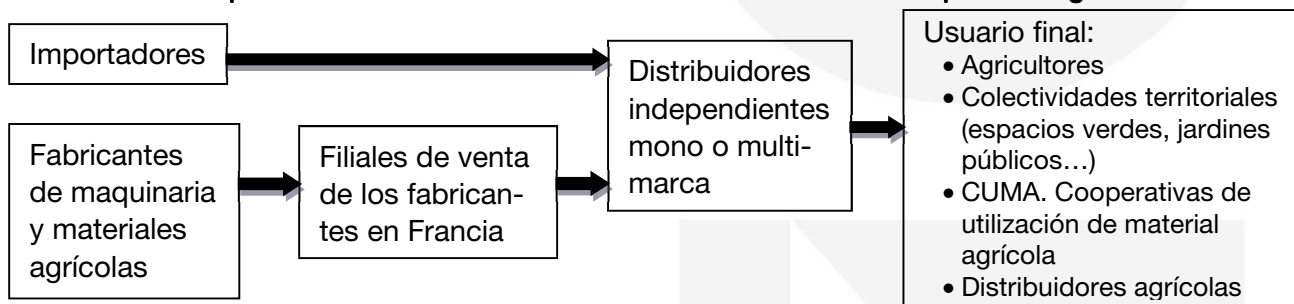 Importadores
Fabricantes
de maquinaria
y materiales
agrícolas
Filiales de venta
de los fabrican-
tes en Francia
Distribuidores
independientes
mono o multi-
marca
Usuario final:
• Agricultores
• Colectividades territoriales
(espacios verdes, jardines
públicos…)
• CUMA. Cooperativas de
utilización de material
agrícola
• Distribuidores agrícolas